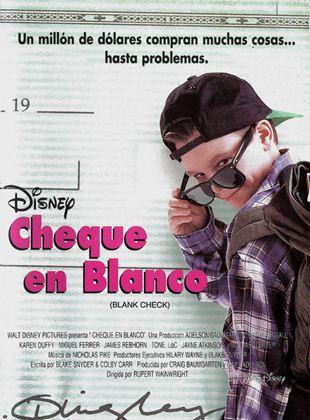 Un millón de dólares compran muchas cosas...
hasta problemas.
19
DISNEY
Cheque
en Blanco
(BLANK CHECK)
WALT DISNEY PICTURES presenta "CHEQUE EN BLANCO" Una Producción ADELSON
KAREN DUFFY MIGUEL FERRER JAMES REBHORN TONE LOC JAYNE ATKINSON
Música de NICHOLAS PIKE Productores Ejecutivos HILARY WAYNE y BLAKE
Escrita por BLAKE SNYDER & COLBY CARR Producida por CRAIG BAUMGARTEN
Dirigida por RUPERT WAINWRIGHT